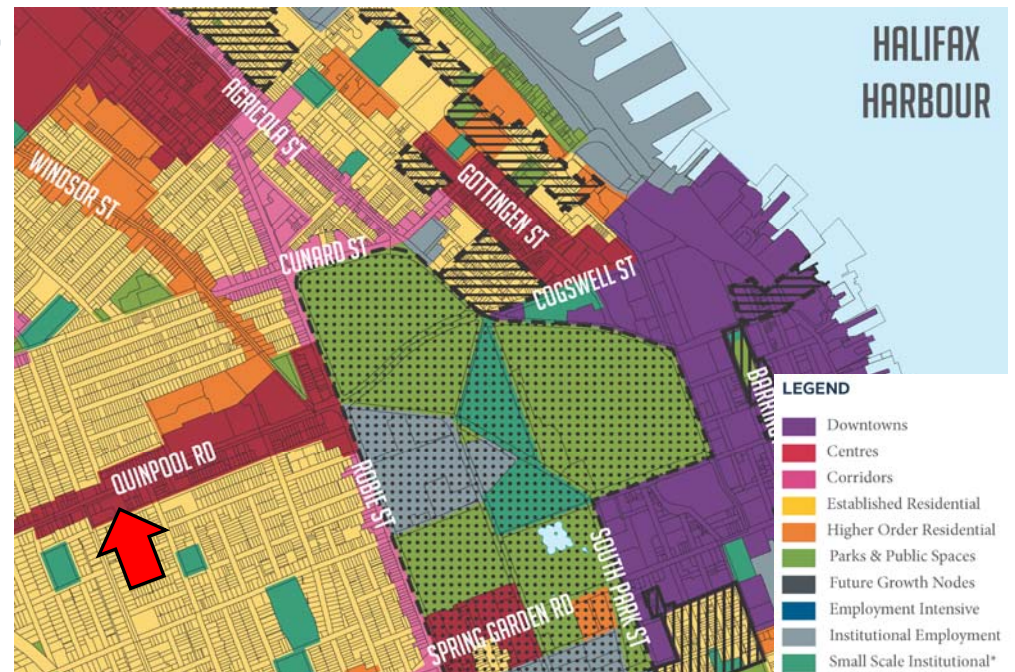 HALIFAX
HARBOUR
AGRICOLA ST
WINDSOR ST
GOTTINGEN ST
CUNARD ST
COGSWELL ST
QUINPOOL RD
ROBIE ST
SOUTH PARK ST
SPRING GARDEN RD
LEGEND
Downtowns
Centres
Corridors
Established Residential
Higher Order Residential
Parks & Public Spaces
Future Growth Nodes
Employment Intensive
Institutional Employment
Small Scale Institutional*